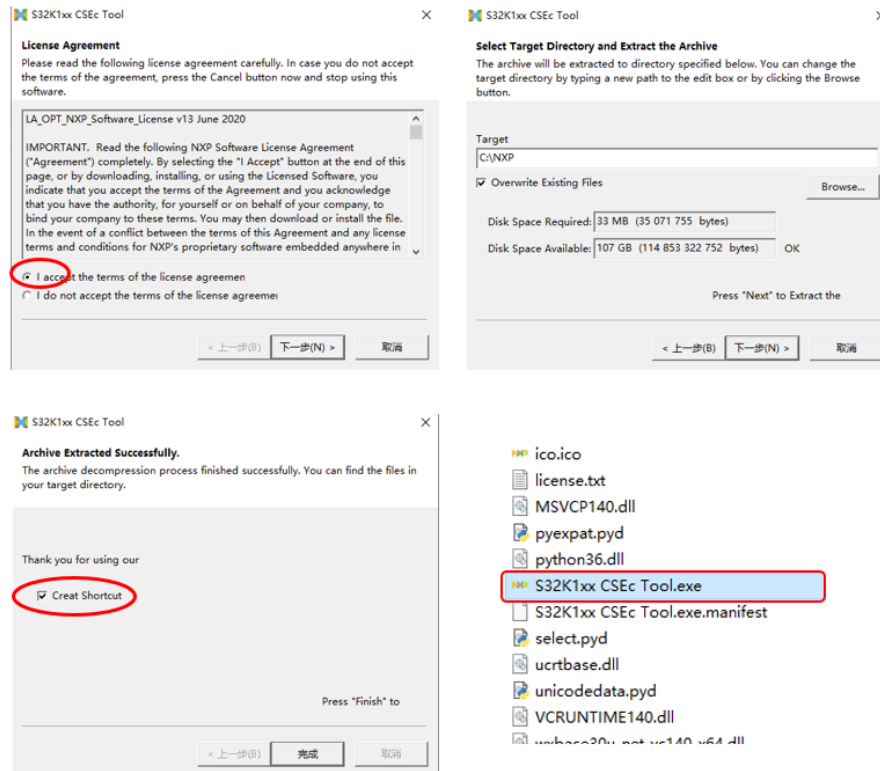 S32K1xx CSEc Tool
License Agreement
Please read the following license agreement carefully. In case you do not accept
the terms of the agreement, press the Cancel button now and stop using this
software.
LA_OPT_NXP_Software_License v13 June 2020
IMPORTANT. Read the following NXP Software License Agreement
("Agreement") completely. By selecting the "I Accept" button at the end of this
page, or by downloading, installing, or using the Licensed Software, you
indicate that you accept the terms of the Agreement and you acknowledge
that you have the authority, for yourself or on behalf of your company, to
bind your company to these terms. You may then download or install the file.
In the event of a conflict between the terms of this Agreement and any license
terms and conditions for NXP's proprietary software embedded anywhere in
I accept the terms of the license agreemen
I do not accept the terms of the license agreemei
< 上一步(B) 下一步(N) > 取消
S32K1xx CSEc Tool
Select Target Directory and Extract the Archive
The archive will be extracted to directory specified below. You can change the
target directory by typing a new path to the edit box or by clicking the Browse
button.
Target
C:\NXP
Overwrite Existing Files
Browse...
Disk Space Required: 33 MB (35 071 755 bytes)
Disk Space Available: 107 GB (114 853 322 752 bytes) OK
Press "Next" to Extract the
< 上一步(B) 下一步(N) > 取消
S32K1xx CSEc Tool
Archive Extracted Successfully.
The archive decompression process finished successfully. You can find the files in
your target directory.
Thank you for using our
Creat Shortcut
Press "Finish" to
< 上一步(B) 完成 取消
NXP ico.ico
license.txt
MSVCP140.dll
pyexpat.pyd
python36.dll
NXP S32K1xx CSEc Tool.exe
S32K1xx CSEc Tool.exe.manifest
select.pyd
ucrtbase.dll
unicodedata.pyd
VCRUNTIME140.dll